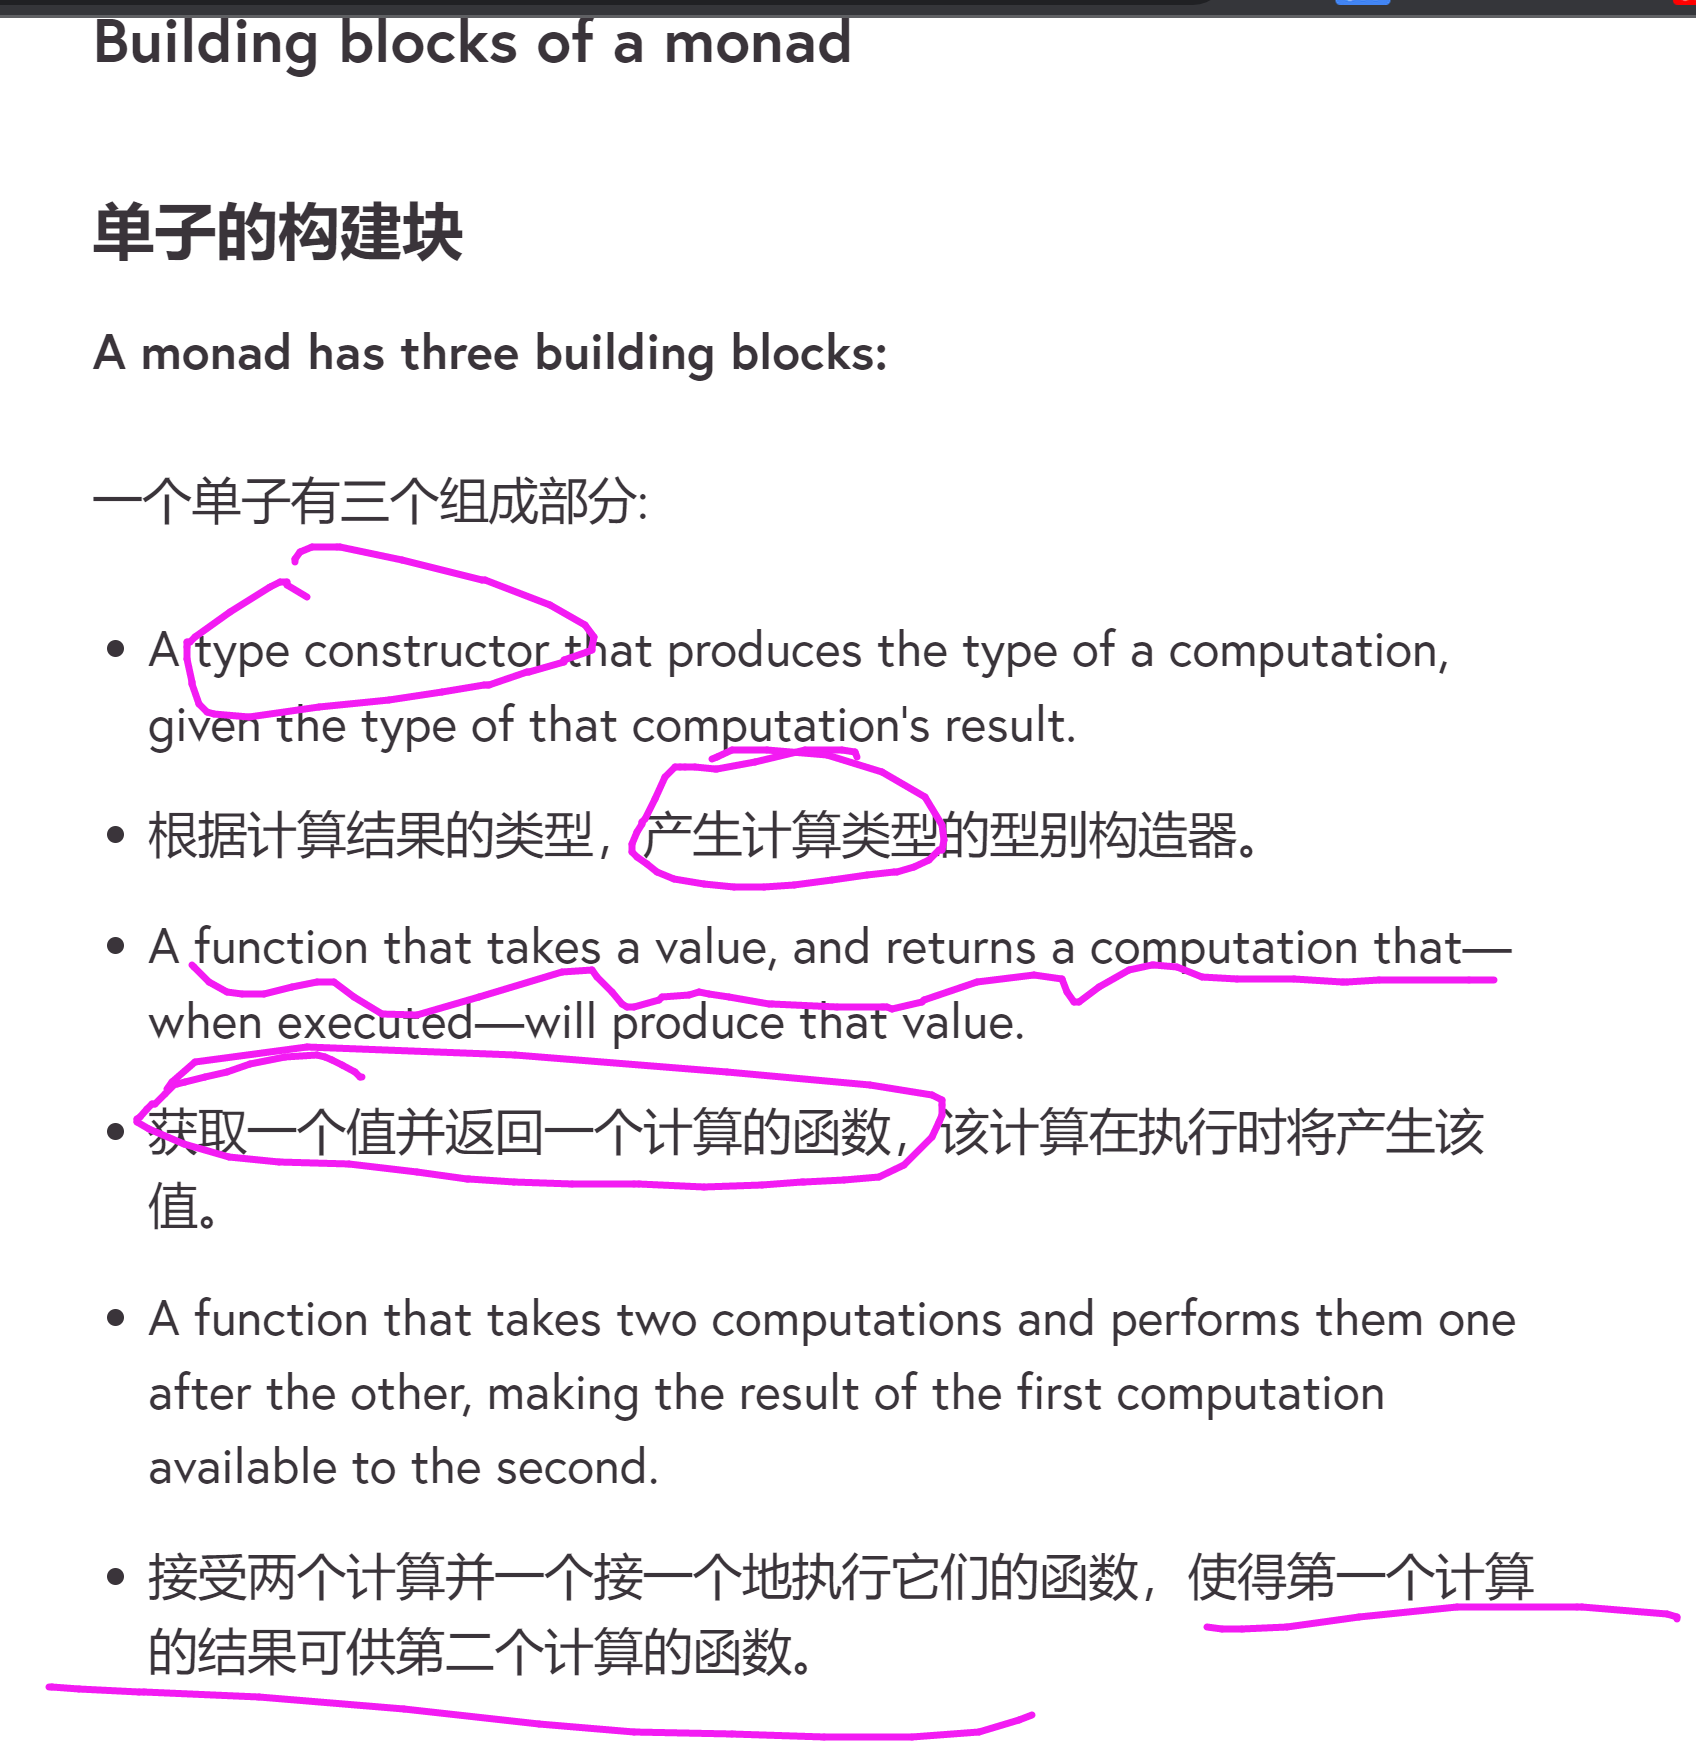 Building blocks of a monad
单子的构建块
A monad has three building blocks:
一个单子有三个组成部分:
A type constructor that produces the type of a computation,
given the type of that computation's result.
根据计算结果的类型，产生计算类型的型别构造器。
A function that takes a value, and returns a computation that—
when executed—will produce that value.
获取一个值并返回一个计算的函数，该计算在执行时将产生该
值。
A function that takes two computations and performs them one
after the other, making the result of the first computation
available to the second.
接受两个计算并一个接一个地执行它们的函数，使得第一个计算
的结果可供第二个计算的函数。